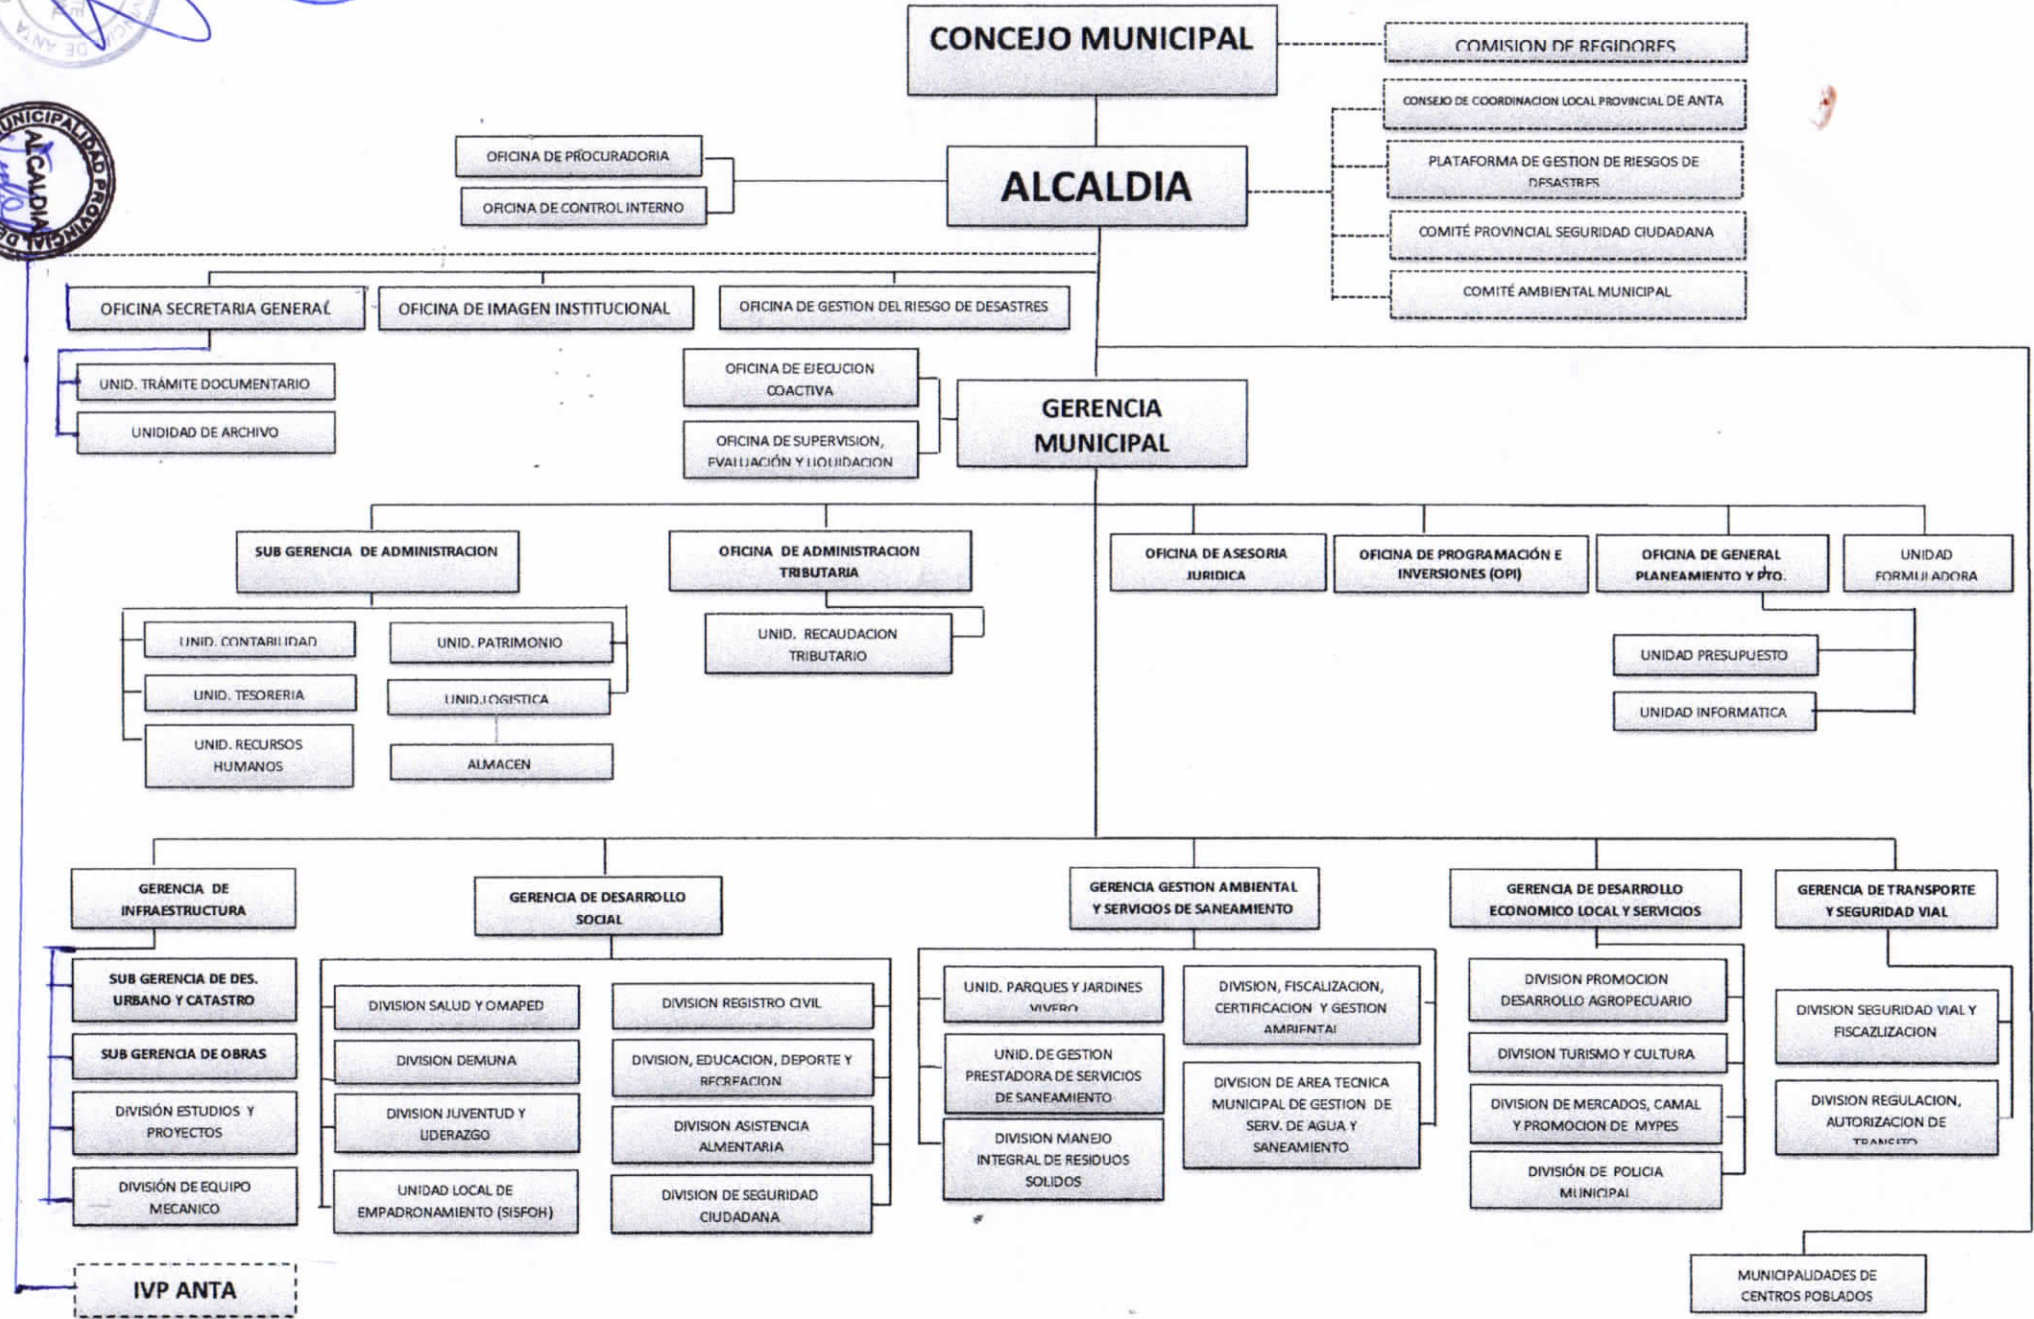 CONCEJO MUNICIPAL
COMISION DE REGIDORES
CONSEJO DE COORDINACION LOCAL PROVINCIAL DE ANTA
OFICINA DE PROCURADORIA
OFICINA DE CONTROL INTERNO
ALCALDIA
PLATAFORMA DE GESTION DE RIESGOS DE
DESASTRES
COMITÉ PROVINCIAL SEGURIDAD CIUDADANA
COMITÉ AMBIENTAL MUNICIPAL
MUNICIPALIDAD PROVINCIAL DE
ALCALDIA
DE ANTA
OFICINA SECRETARIA GENERAL
OFICINA DE IMAGEN INSTITUCIONAL
OFICINA DE GESTION DEL RIESGO DE DESASTRES
UNID. TRÁMITE DOCUMENTARIO
UNIDIDAD DE ARCHIVO
OFICINA DE EJECUCION
COACTIVA
OFICINA DE SUPERVISION,
EVALUACIÓN Y LIQUIDACION
GERENCIA
MUNICIPAL
SUB GERENCIA DE ADMINISTRACION
OFICINA DE ADMINISTRACION
TRIBUTARIA
OFICINA DE ASESORIA
JURIDICA
OFICINA DE PROGRAMACIÓN E
INVERSIONES (OPI)
OFICINA DE GENERAL
PLANEAMIENTO Y PTO.
UNIDAD
FORMULADORA
UNID. CONTABILIDAD
UNID. TESORERIA
UNID. RECURSOS
HUMANOS
UNID. PATRIMONIO
UNID.LOGISTICA
ALMACEN
UNID. RECAUDACION
TRIBUTARIO
UNIDAD PRESUPUESTO
UNIDAD INFORMATICA
GERENCIA DE
INFRAESTRUCTURA
SUB GERENCIA DE DES.
URBANO Y CATASTRO
SUB GERENCIA DE OBRAS
DIVISIÓN ESTUDIOS Y
PROYECTOS
DIVISIÓN DE EQUIPO
MECANICO
GERENCIA DE DESARROLLO
SOCIAL
DIVISION SALUD Y OMAPED
DIVISION DEMUNA
DIVISION JUVENTUD Y
LIDERAZGO
UNIDAD LOCAL DE
EMPADRONAMIENTO (SISFOH)
DIVISION REGISTRO CIVIL
DIVISION, EDUCACION, DEPORTE Y
RECREACION
DIVISION ASISTENCIA
ALMENTARIA
DIVISION DE SEGURIDAD
CIUDADANA
GERENCIA GESTION AMBIENTAL
Y SERVICIOS DE SANEAMIENTO
UNID. PARQUES Y JARDINES
VIVERO
UNID. DE GESTION
PRESTADORA DE SERVICIOS
DE SANEAMIENTO
DIVISION MANEJO
INTEGRAL DE RESIDUOS
SOLIDOS
DIVISION, FISCALIZACION,
CERTIFICACION Y GESTION
AMBIENTAL
DIVISION DE AREA TECNICA
MUNICIPAL DE GESTION DE
SERV. DE AGUA Y
SANEAMIENTO
GERENCIA DE DESARROLLO
ECONOMICO LOCAL Y SERVICIOS
DIVISION PROMOCION
DESARROLLO AGROPECUARIO
DIVISION TURISMO Y CULTURA
DIVISION DE MERCADOS, CAMAL
Y PROMOCION DE MYPES
DIVISIÓN DE POLICIA
MUNICIPAL
GERENCIA DE TRANSPORTE
Y SEGURIDAD VIAL
DIVISION SEGURIDAD VIAL Y
FISCAZLIZACION
DIVISION REGULACION,
AUTORIZACION DE
TRANSITO
IVP ANTA
MUNICIPALIDADES DE
CENTROS POBLADOS